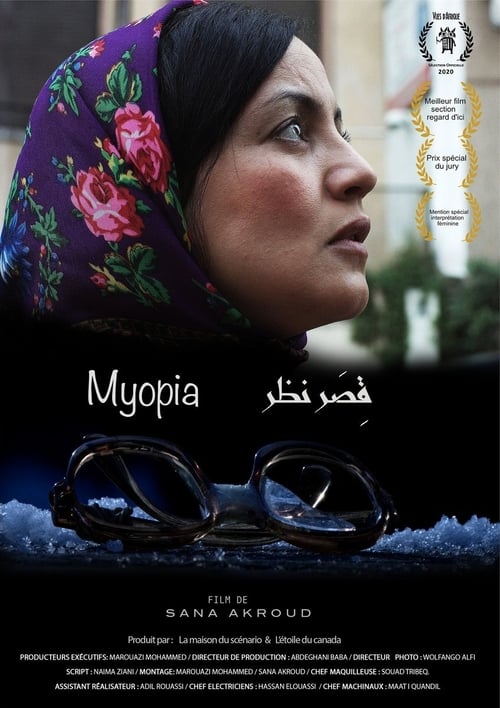 VUES D'AFRIQUE
SÉLECTION OFFICIELLE
2020
Meilleur film
section
regard d'ici
Prix spécial
du jury
Mention spécial
interprétation
féminine
Myopia قِصَر نظر
FILM DE
SANA AKROUD
Produit par : La maison du scénario & L'étoile du canada
PRODUCTEURS EXÉCUTIFS: MAROUAZI MOHAMMED / DIRECTEUR DE PRODUCTION : ABDEGHANI BABA / DIRECTEUR PHOTO : WOLFANGO ALFI
SCRIPT : NAIMA ZIANI / MONTAGE: MAROUAZI MOHAMMED / SANA AKROUD / CHEF MAQUILLEUSE : SOUAD TRIBEQ.
ASSISTANT RÉALISATEUR : ADIL ROUASSI / CHEF ELECTRICIENS : HASSAN ELOUASSI / CHEF MACHINAUX : MAAT I QUANDIL